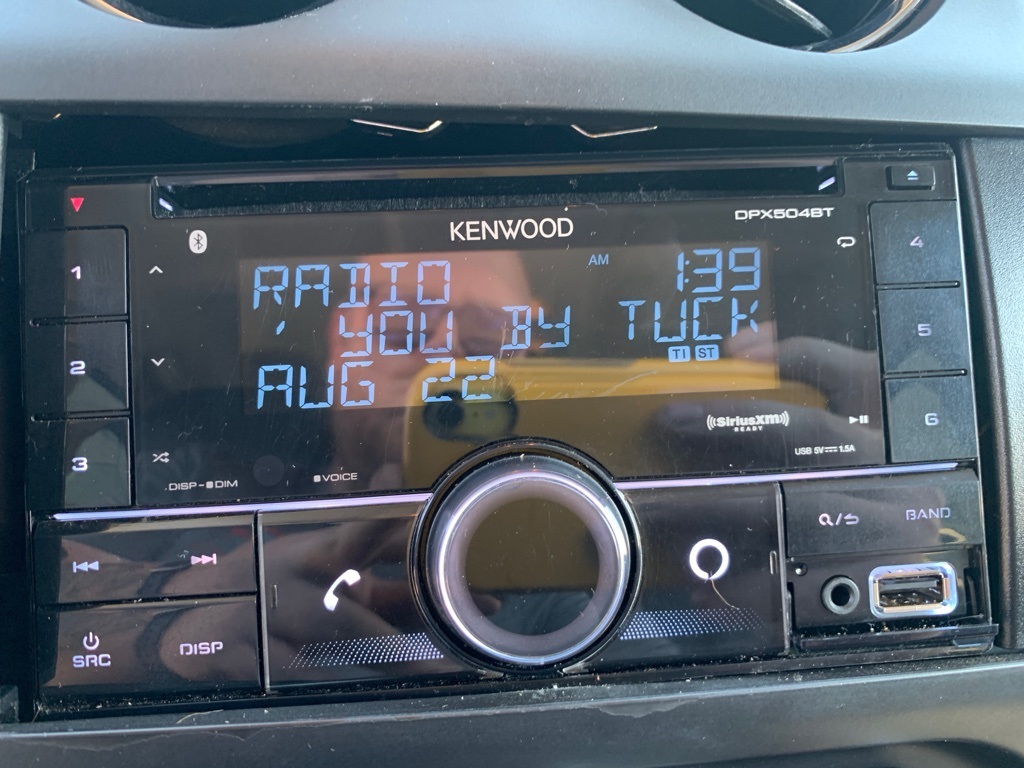 KENWOOD
DPX504BT
RADIO AM 1:39
' YOU BY TUCK
TI ST
AUG 22
1
2
3
4
5
6
((SiriusXM))
READY
USB 5V 1.5A
DISP-DIM
VOICE
SRC
DISP
BAND